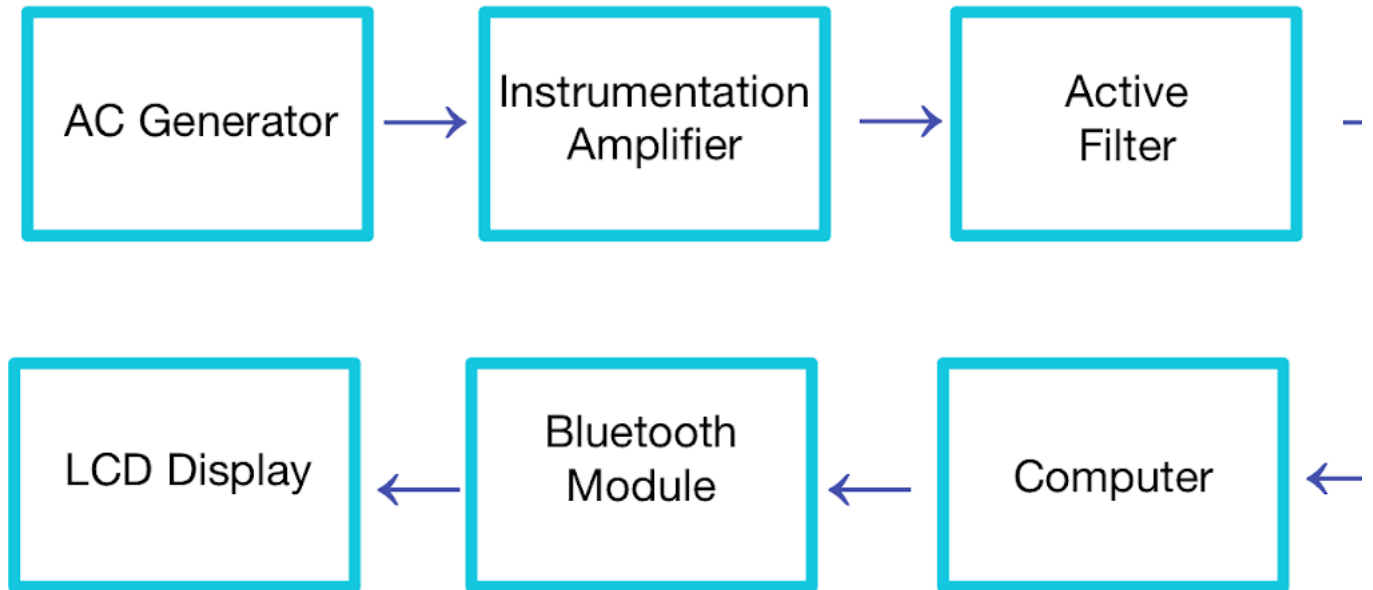 AC Generator
Instrumentation
Amplifier
Active
Filter
LCD Display
Bluetooth
Module
Computer